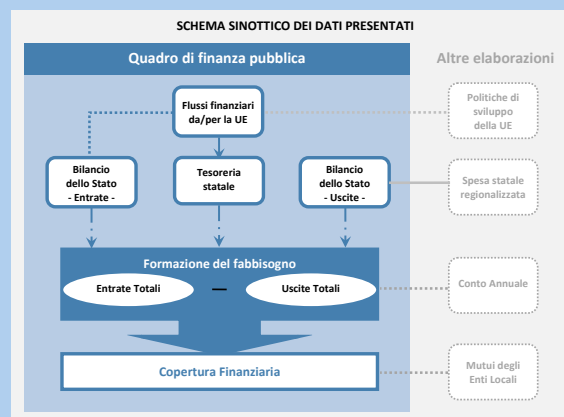 SCHEMA SINOTTICO DEI DATI PRESENTATI
Quadro di finanza pubblica
Altre elaborazioni
Flussi finanziari
da/per la UE
Politiche di
sviluppo
della UE
Bilancio
dello Stato
- Entrate -
Tesoreria
statale
Bilancio
dello Stato
- Uscite -
Spesa statale
regionalizzata
Formazione del fabbisogno
Entrate Totali
—
Uscite Totali
Conto Annuale
Copertura Finanziaria
Mutui degli
Enti Locali